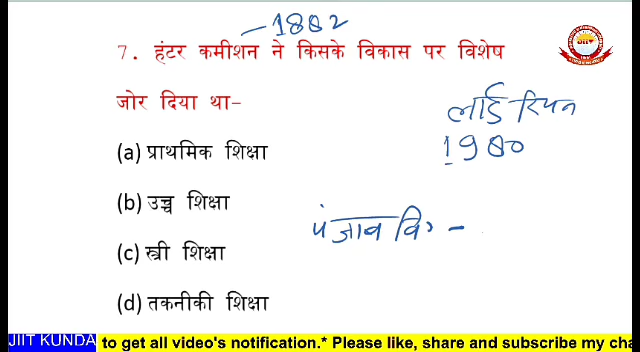 -1882
7. हंटर कमीशन ने किसके विकास पर विशेष
जोर दिया था-
लार्ड रिपन
1980
(a) प्राथमिक शिक्षा
(b) उच्च शिक्षा
पंजाब वि० -
(c) स्त्री शिक्षा
(d) तकनीकी शिक्षा
JIIT KUNDA to get all video's notification.* Please like, share and subscribe my cha